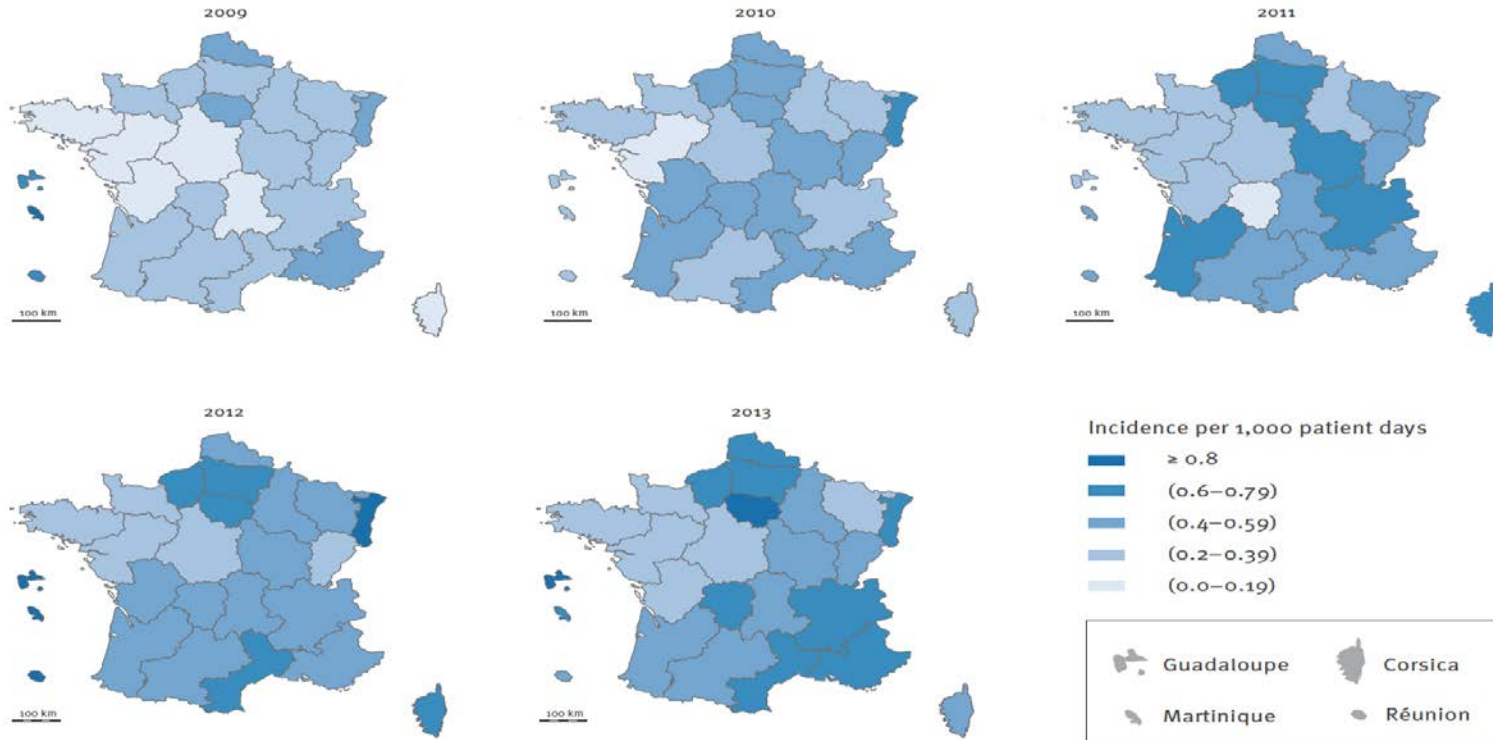 2009
2010
2011
100 km
100 km
100 km
2012
2013
Incidence per 1,000 patient days
≥ 0.8
(0.6–0.79)
(0.4–0.59)
(0.2–0.39)
(0.0–0.19)
Guadaloupe
Corsica
Martinique
Réunion
100 km
100 km